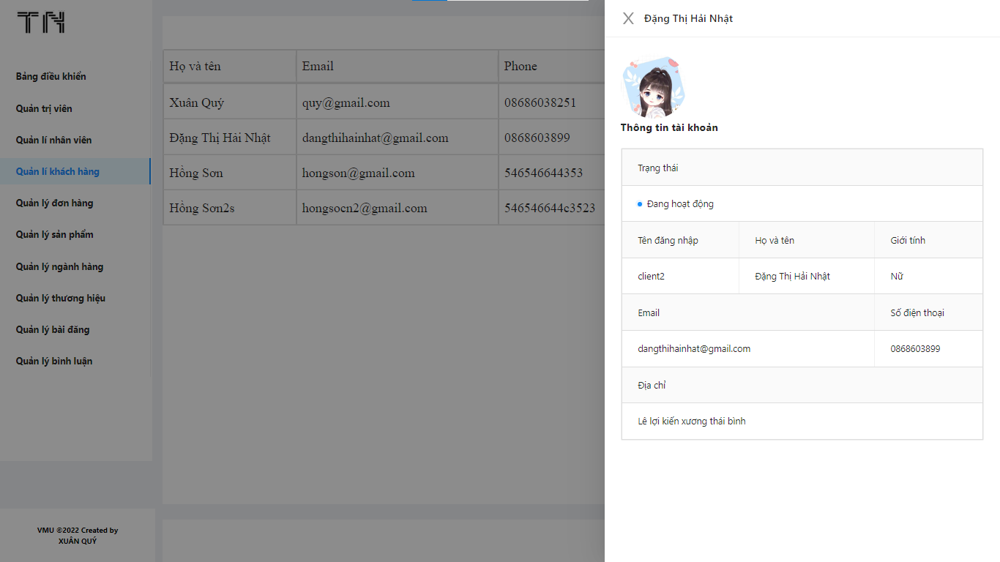 TN
Bảng điều khiển
Quản trị viên
Quản lí nhân viên
Quản lí khách hàng
Quản lý đơn hàng
Quản lý sản phẩm
Quản lý ngành hàng
Quản lý thương hiệu
Quản lý bài đăng
Quản lý bình luận
VMU ©2022 Created by
XUÂN QUÝ
Họ và tên Email Phone
Xuân Quý quy@gmail.com 08686038251
Đặng Thị Hải Nhật dangthihainhat@gmail.com 0868603899
Hồng Sơn hongson@gmail.com 546546644353
Hồng Sơn2s hongsocn2@gmail.com 546546644c3523
X Đặng Thị Hải Nhật
Thông tin tài khoản
Trạng thái
Đang hoạt động
Tên đăng nhập Họ và tên Giới tính
client2 Đặng Thị Hải Nhật Nữ
Email Số điện thoại
dangthihainhat@gmail.com 0868603899
Địa chỉ
Lê lợi kiến xương thái bình